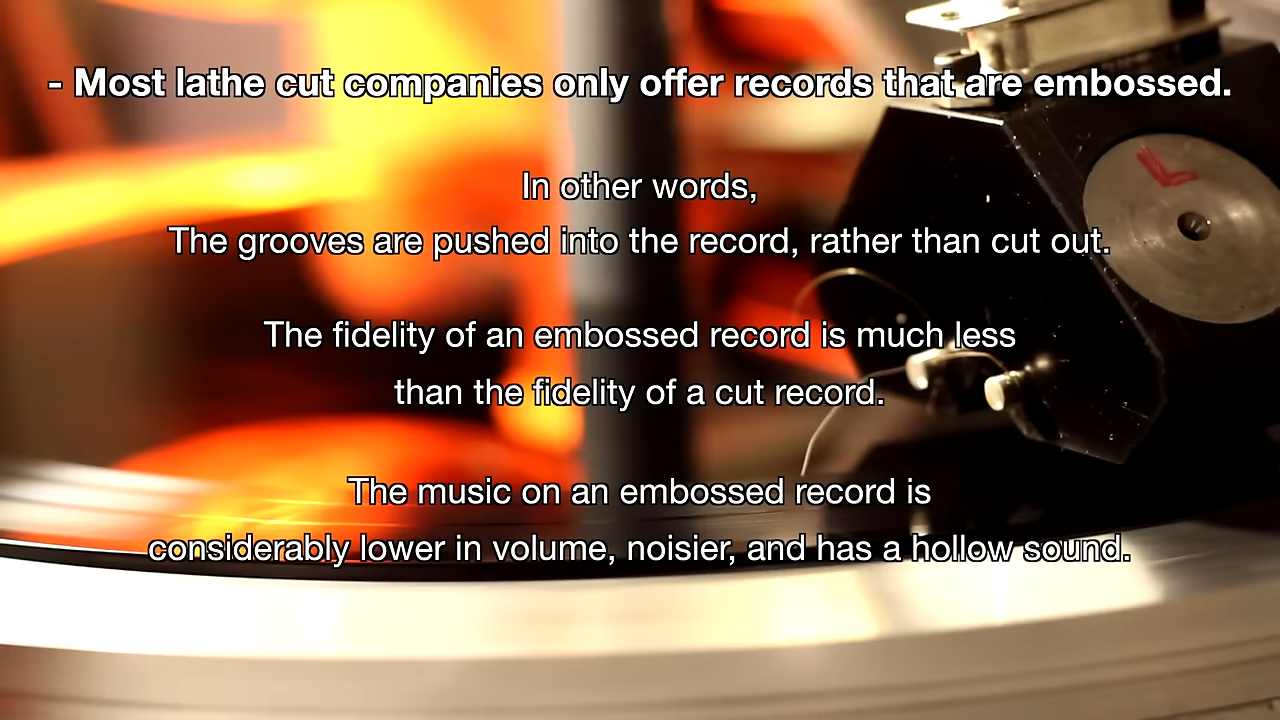 - Most lathe cut companies only offer records that are embossed.
In other words,
The grooves are pushed into the record, rather than cut out.
The fidelity of an embossed record is much less
than the fidelity of a cut record.
The music on an embossed record is
considerably lower in volume, noisier, and has a hollow sound.
L